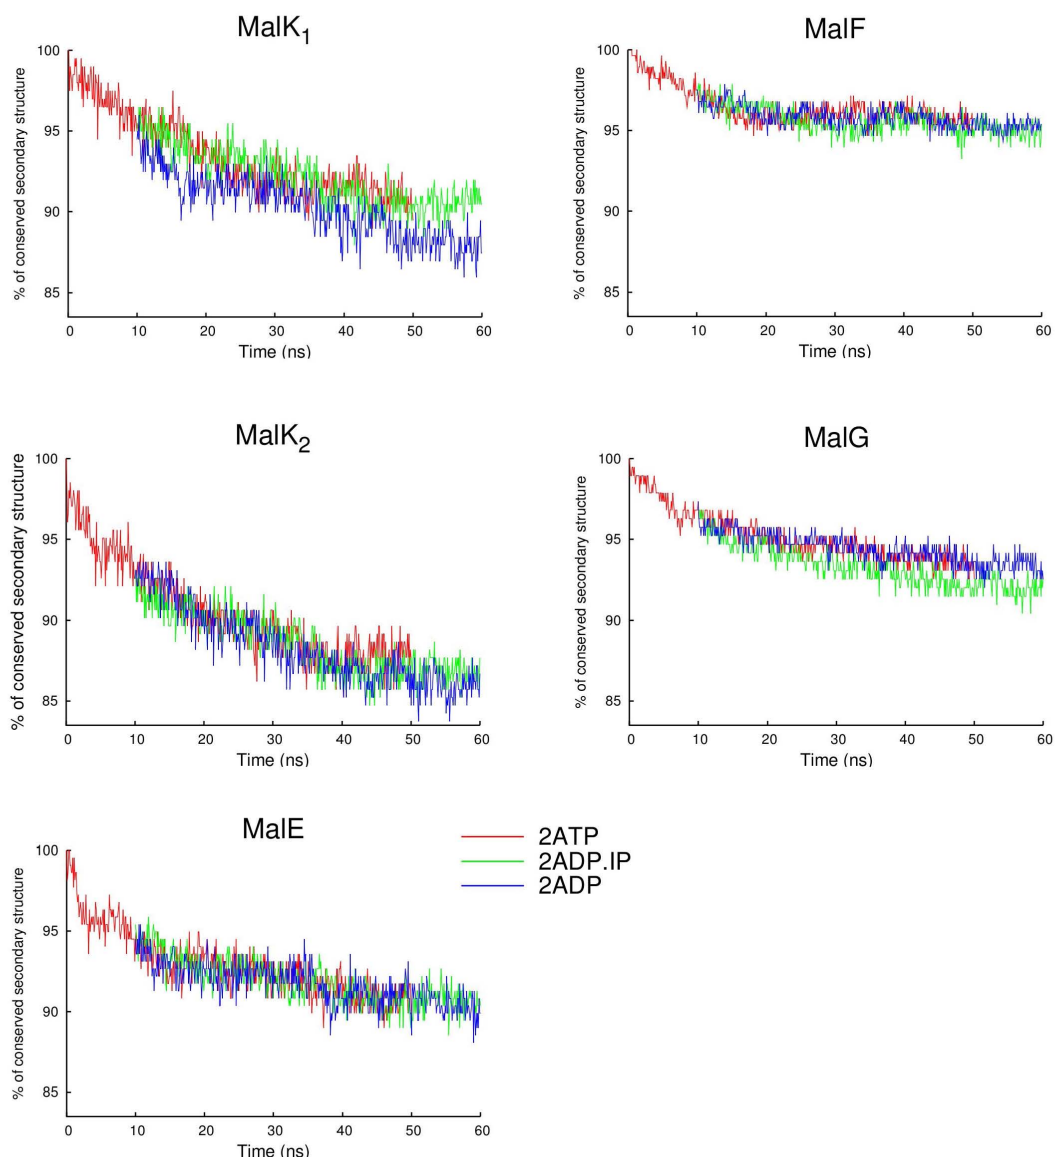 MalK1
% of conserved secondary structure
100
95
90
85
0 10 20 30 40 50 60
Time (ns)
MalF
% of conserved secondary structure
100
95
90
85
0 10 20 30 40 50 60
Time (ns)
MalK2
% of conserved secondary structure
100
95
90
85
0 10 20 30 40 50 60
Time (ns)
MalG
% of conserved secondary structure
100
95
90
85
0 10 20 30 40 50 60
Time (ns)
MalE
% of conserved secondary structure
100
95
90
85
0 10 20 30 40 50 60
Time (ns)
2ATP
2ADP.IP
2ADP